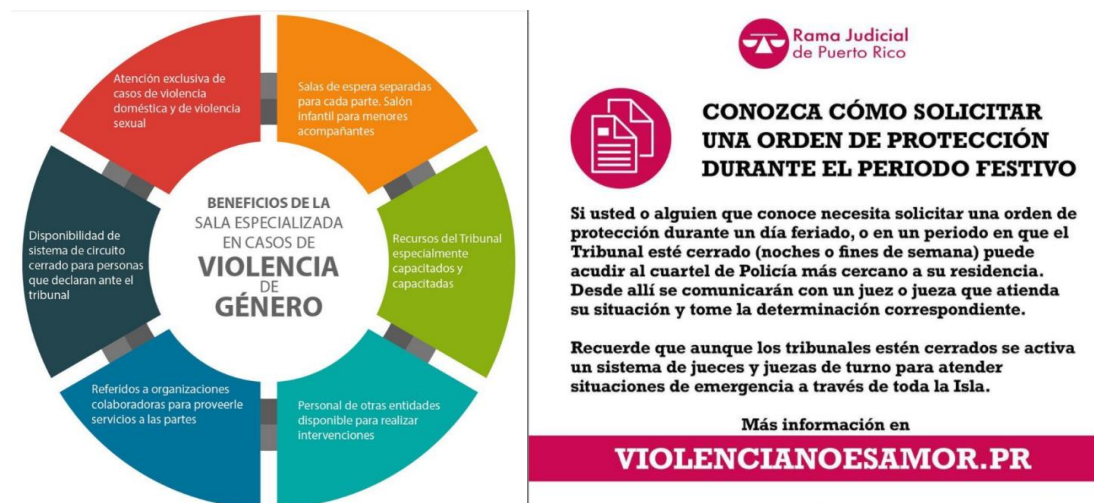 Atención exclusiva de
casos de violencia
doméstica y de violencia
sexual
Salas de espera separadas
para cada parte. Salón
infantil para menores
acompañantes
Disponibilidad de
sistema de circuito
cerrado para personas
que declaran ante el
tribunal
BENEFICIOS DE LA
SALA ESPECIALIZADA
EN CASOS DE
VIOLENCIA
DE
GÉNERO
Recursos del Tribunal
especialmente
capacitados y
capacitadas
Referidos a organizaciones
colaboradoras para proveerle
servicios a las partes
Personal de otras entidades
disponible para realizar
intervenciones
Rama Judicial
de Puerto Rico
CONOZCA CÓMO SOLICITAR
UNA ORDEN DE PROTECCIÓN
DURANTE EL PERIODO FESTIVO
Si usted o alguien que conoce necesita solicitar una orden de
protección durante un día feriado, o en un periodo en que el
Tribunal esté cerrado (noches o fines de semana) puede
acudir al cuartel de Policía más cercano a su residencia.
Desde allí se comunicarán con un juez o jueza que atienda
su situación y tome la determinación correspondiente.
Recuerde que aunque los tribunales estén cerrados se activa
un sistema de jueces y juezas de turno para atender
situaciones de emergencia a través de toda la Isla.
Más información en
VIOLENCIANOESAMOR.PR